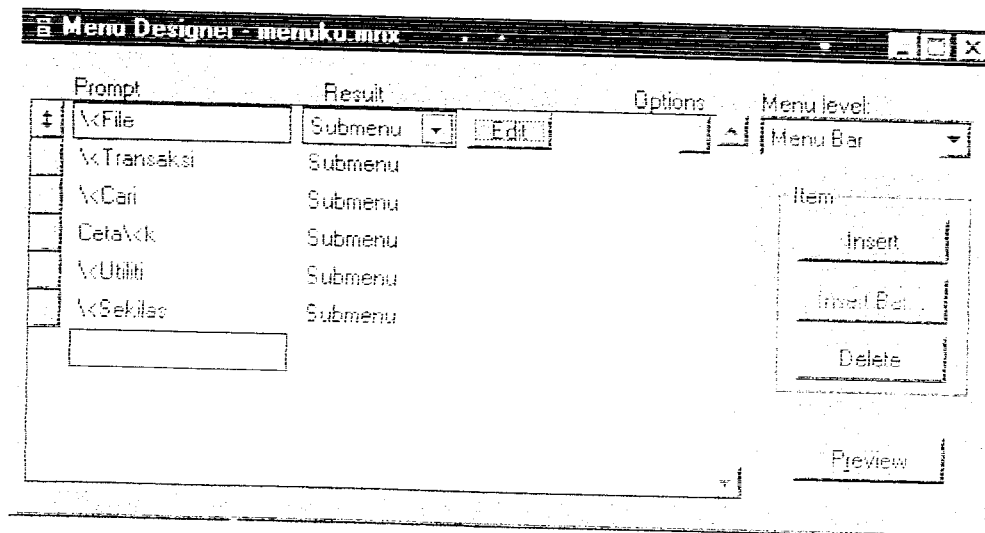 Menu Designer - menuku.mnx
Prompt Result Options Menu level:
\<File Submenu Edit Menu Bar
\<Transaksi Submenu
\<Cari Submenu Item
Ceta\<k Submenu Insert
\<Utiliti Submenu
\<Sekilas Submenu Insert Bar...
Delete
Preview